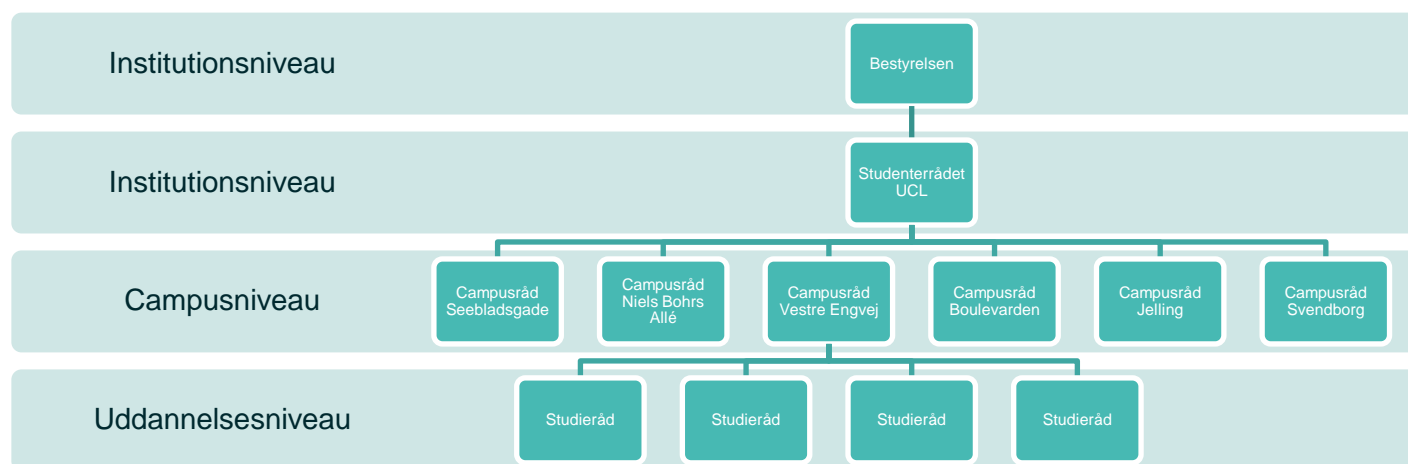 Institutionsniveau
Bestyrelsen
Institutionsniveau
Studenterrådet
UCL
Campusniveau
Campusråd
Seebladsgade
Campusråd
Niels Bohrs
Allé
Campusråd
Vestre Engvej
Campusråd
Boulevarden
Campusråd
Jelling
Campusråd
Svendborg
Uddannelsesniveau
Studieråd
Studieråd
Studieråd
Studieråd